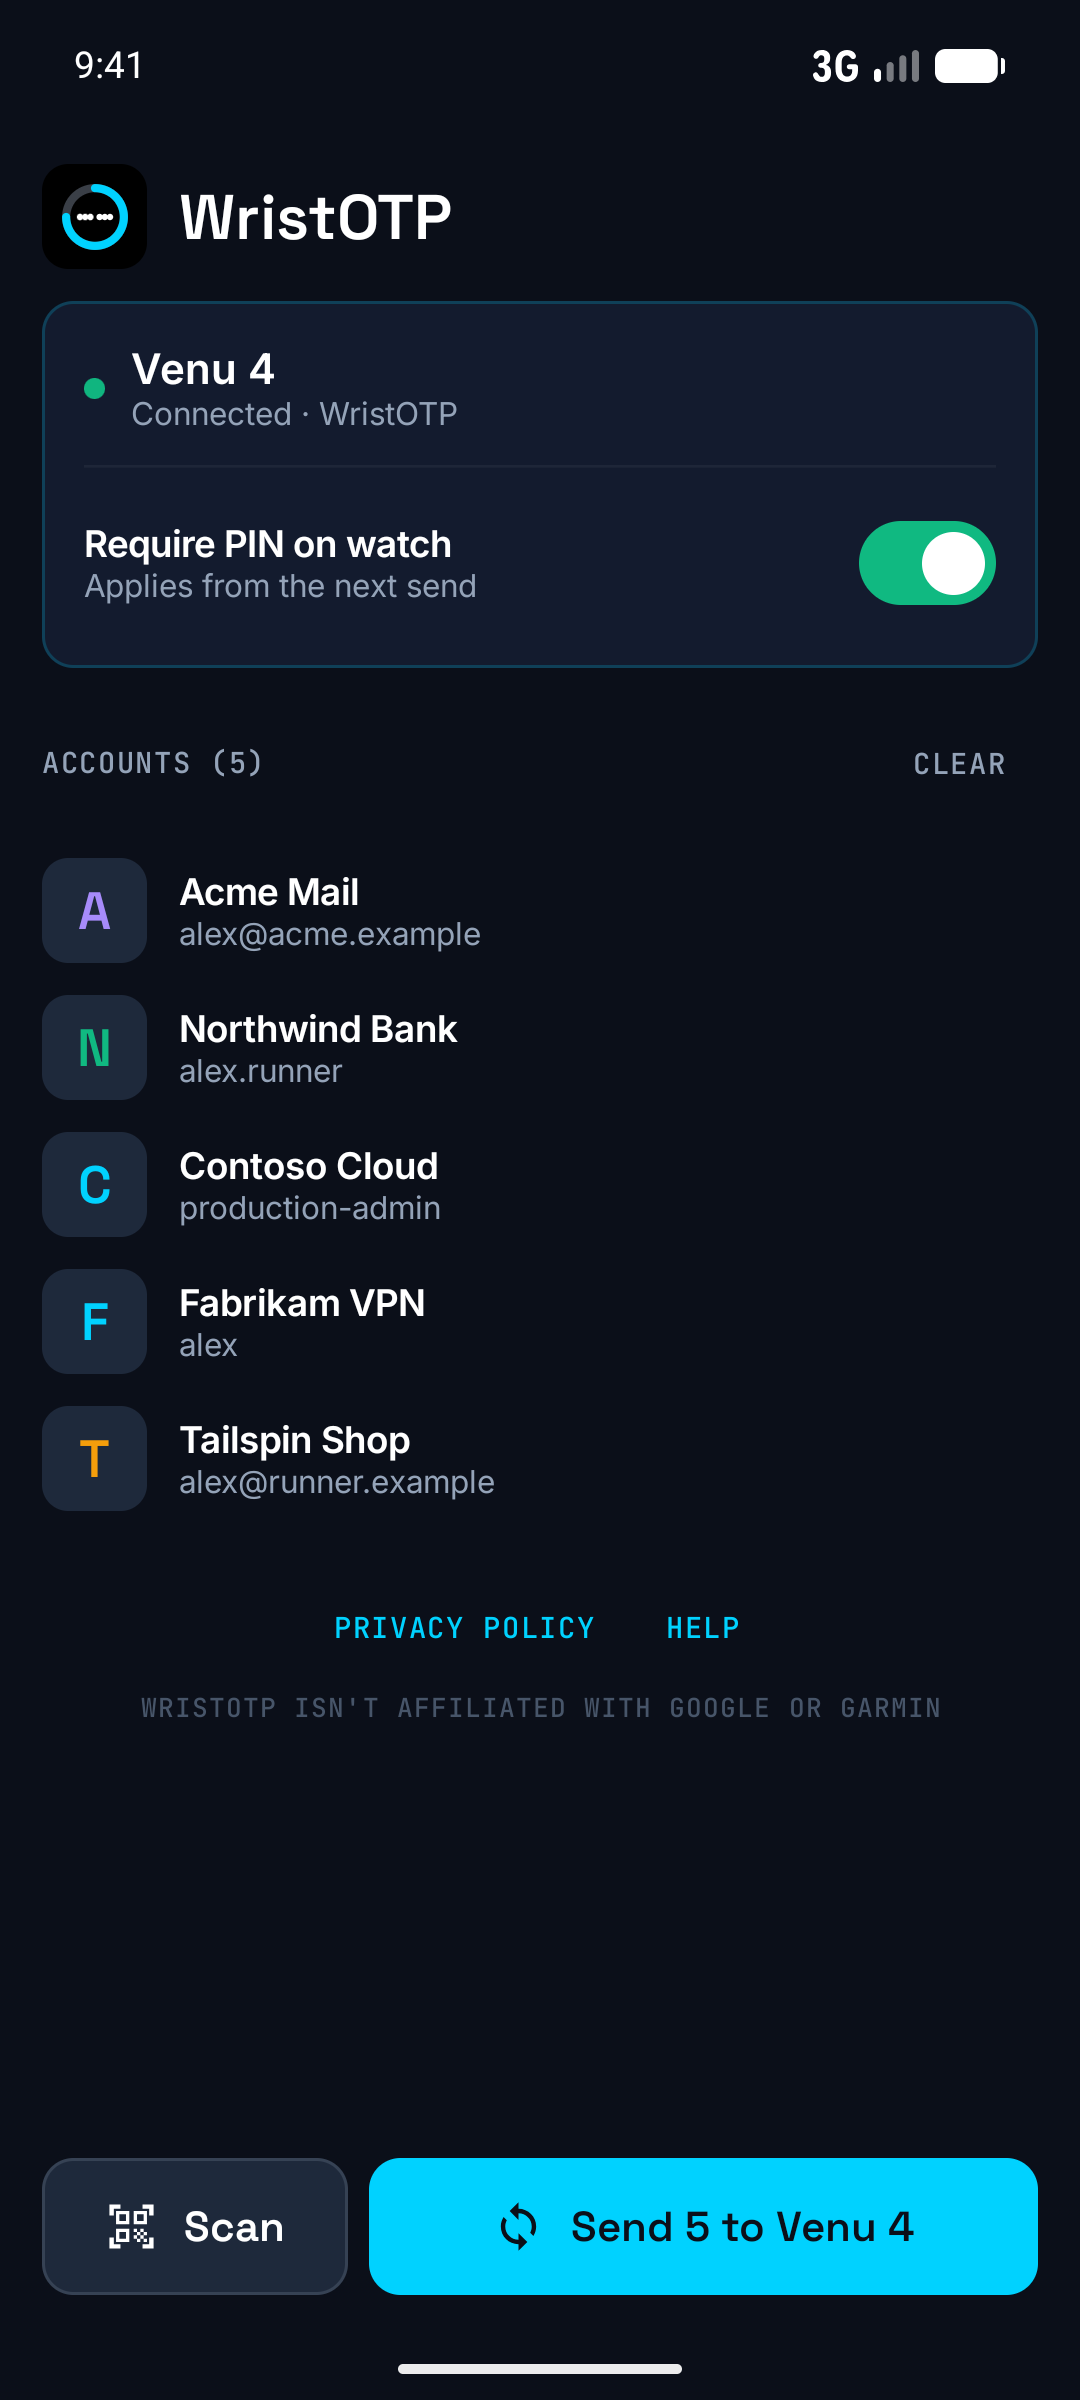 9:41
3G
WristOTP
Venu 4
Connected · WristOTP
Require PIN on watch
Applies from the next send
ACCOUNTS (5)
CLEAR
A
Acme Mail
alex@acme.example
N
Northwind Bank
alex.runner
C
Contoso Cloud
production-admin
F
Fabrikam VPN
alex
T
Tailspin Shop
alex@runner.example
PRIVACY POLICY
HELP
WRISTOTP ISN'T AFFILIATED WITH GOOGLE OR GARMIN
Scan
Send 5 to Venu 4